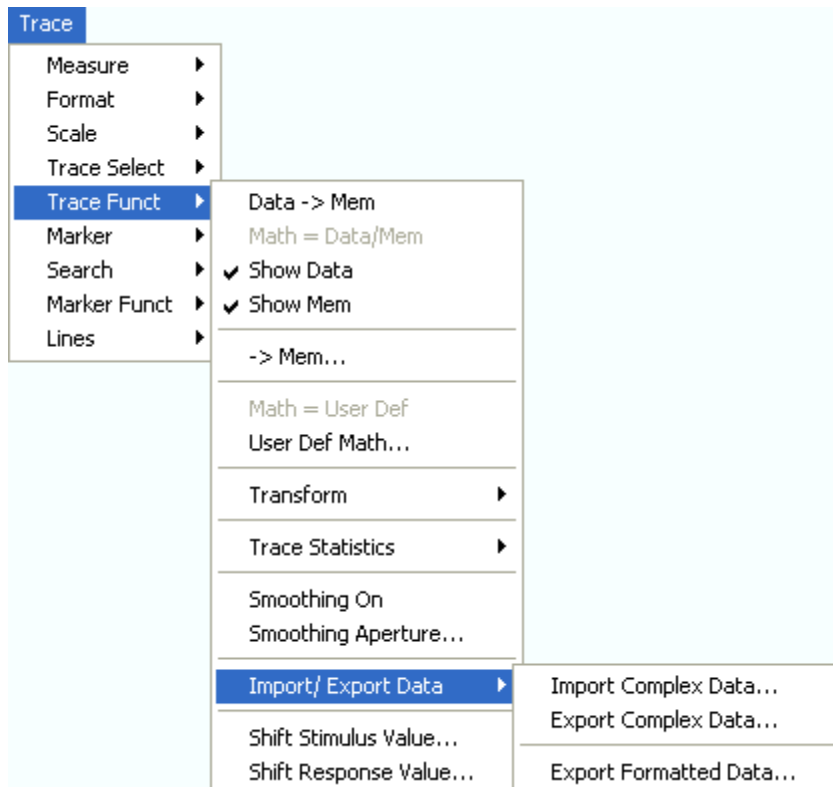 Trace
Measure
Format
Scale
Trace Select
Trace Funct
Marker
Search
Marker Funct
Lines
Data -> Mem
Math = Data/Mem
Show Data
Show Mem
-> Mem...
Math = User Def
User Def Math...
Transform
Trace Statistics
Smoothing On
Smoothing Aperture...
Import/ Export Data
Shift Stimulus Value...
Shift Response Value...
Import Complex Data...
Export Complex Data...
Export Formatted Data...